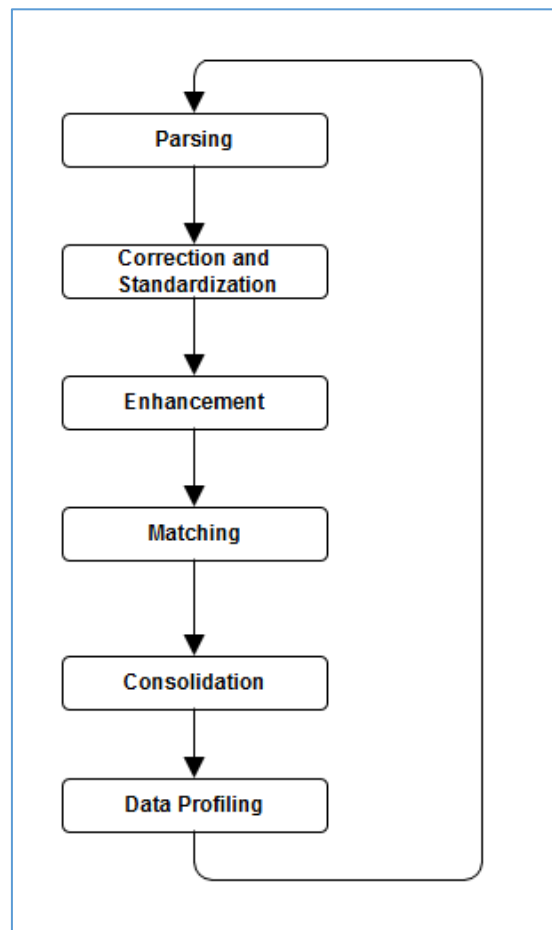 Parsing
Correction and
Standardization
Enhancement
Matching
Consolidation
Data Profiling